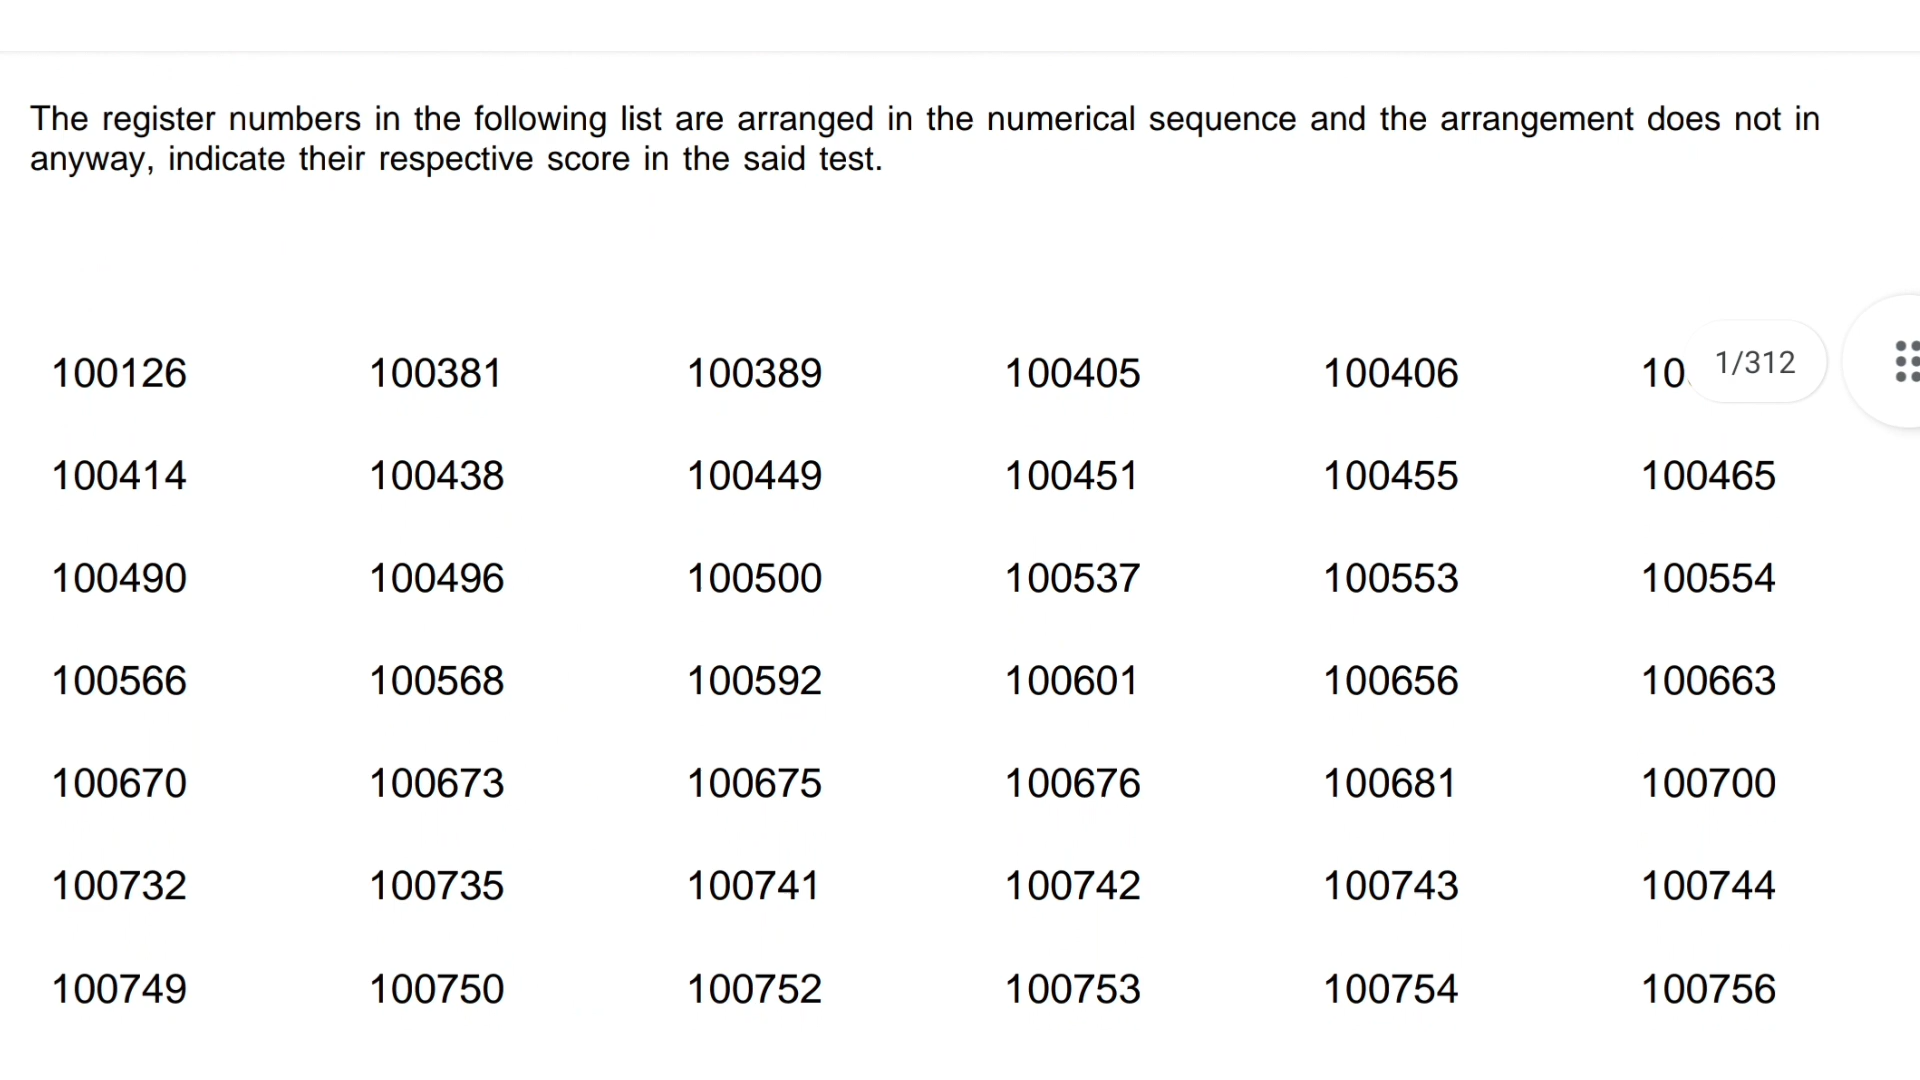 The register numbers in the following list are arranged in the numerical sequence and the arrangement does not in
anyway, indicate their respective score in the said test.
100126 100381 100389 100405 100406
1/312
100414 100438 100449 100451 100455 100465
100490 100496 100500 100537 100553 100554
100566 100568 100592 100601 100656 100663
100670 100673 100675 100676 100681 100700
100732 100735 100741 100742 100743 100744
100749 100750 100752 100753 100754 100756